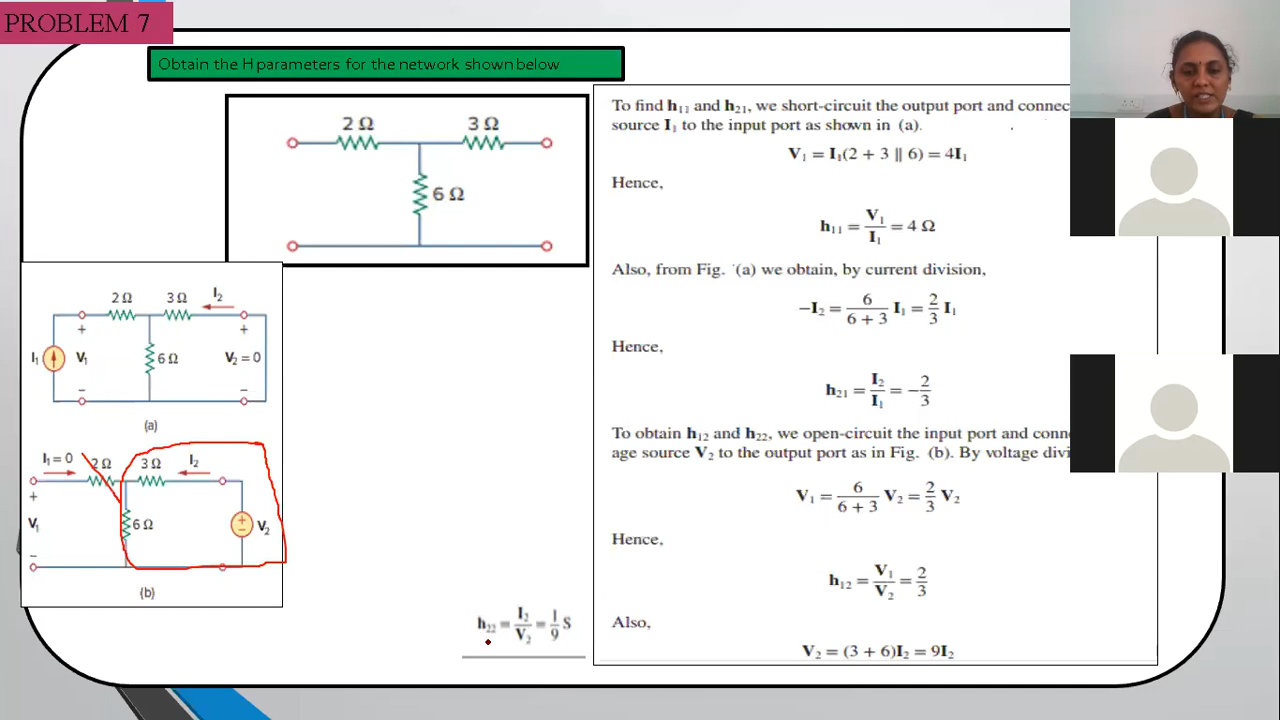 PROBLEM 7
Obtain the H parameters for the network shown below
2 Ω
3 Ω
6 Ω
2 Ω
3 Ω
I₂
+
+
I₁
V₁
6 Ω
V₂ = 0
−
−
(a)
I₁ = 0
2 Ω
3 Ω
I₂
+
V₁
6 Ω
+
−
V₂
−
(b)
h₂₂ = I₂/V₂ = 1/9 S
To find h₁₁ and h₂₁, we short-circuit the output port and
source I₁ to the input port as shown in (a).
V₁ = I₁(2 + 3 || 6) = 4I₁
Hence,
h₁₁ = V₁/I₁ = 4 Ω
Also, from Fig. (a) we obtain, by current division,
−I₂ = 6/(6 + 3) I₁ = 2/3 I₁
Hence,
h₂₁ = I₂/I₁ = −2/3
To obtain h₁₂ and h₂₂, we open-circuit the input port and
age source V₂ to the output port as in Fig. (b). By voltage
V₁ = 6/(6 + 3) V₂ = 2/3 V₂
Hence,
h₁₂ = V₁/V₂ = 2/3
Also,
V₂ = (3 + 6)I₂ = 9I₂